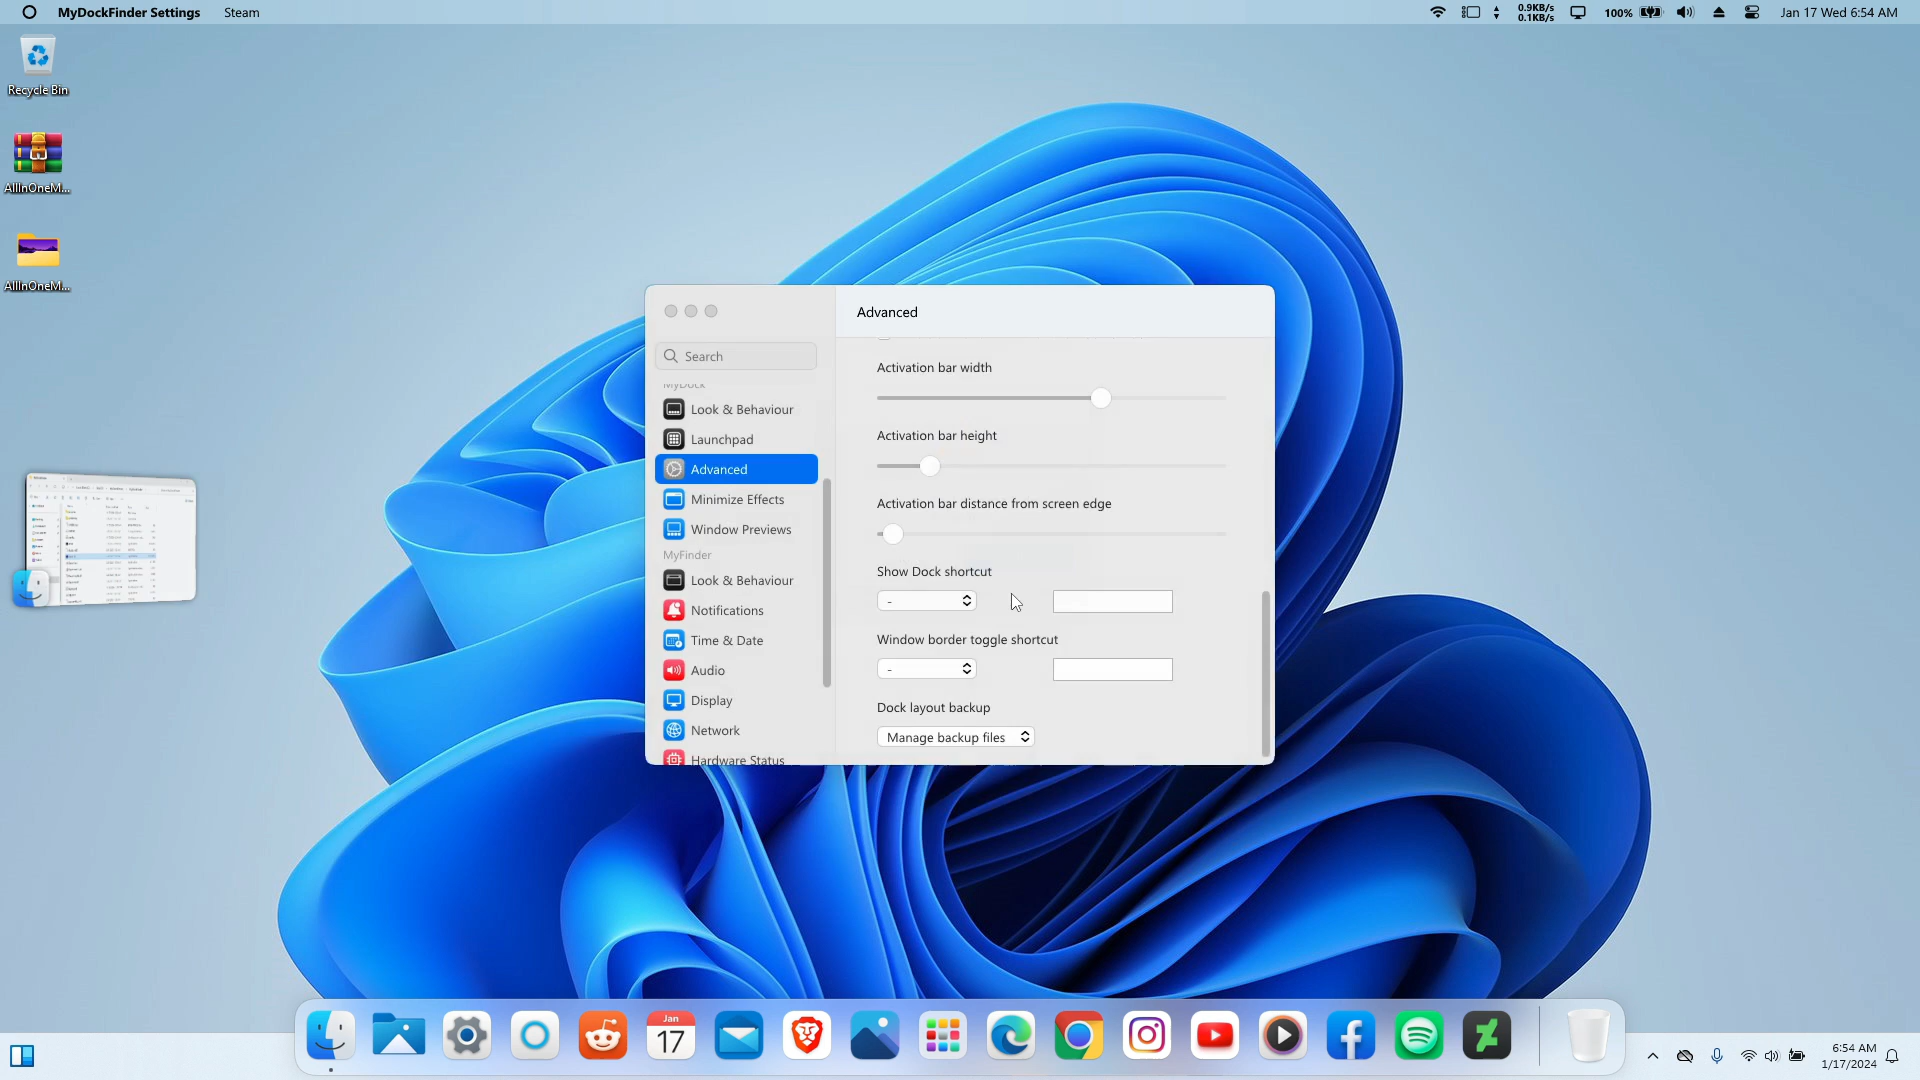 MyDockFinder Settings
Steam
0.9KB/s
0.1KB/s
100%
Jan 17 Wed 6:54 AM
Recycle Bin
AllInOneM...
AllInOneM...
Search
MyDock
Look & Behaviour
Launchpad
Advanced
Minimize Effects
Window Previews
MyFinder
Look & Behaviour
Notifications
Time & Date
Audio
Display
Network
Hardware Status
Advanced
Activation bar width
Activation bar height
Activation bar distance from screen edge
Show Dock shortcut
-
Window border toggle shortcut
-
Dock layout backup
Manage backup files
Jan
17
6:54 AM
1/17/2024